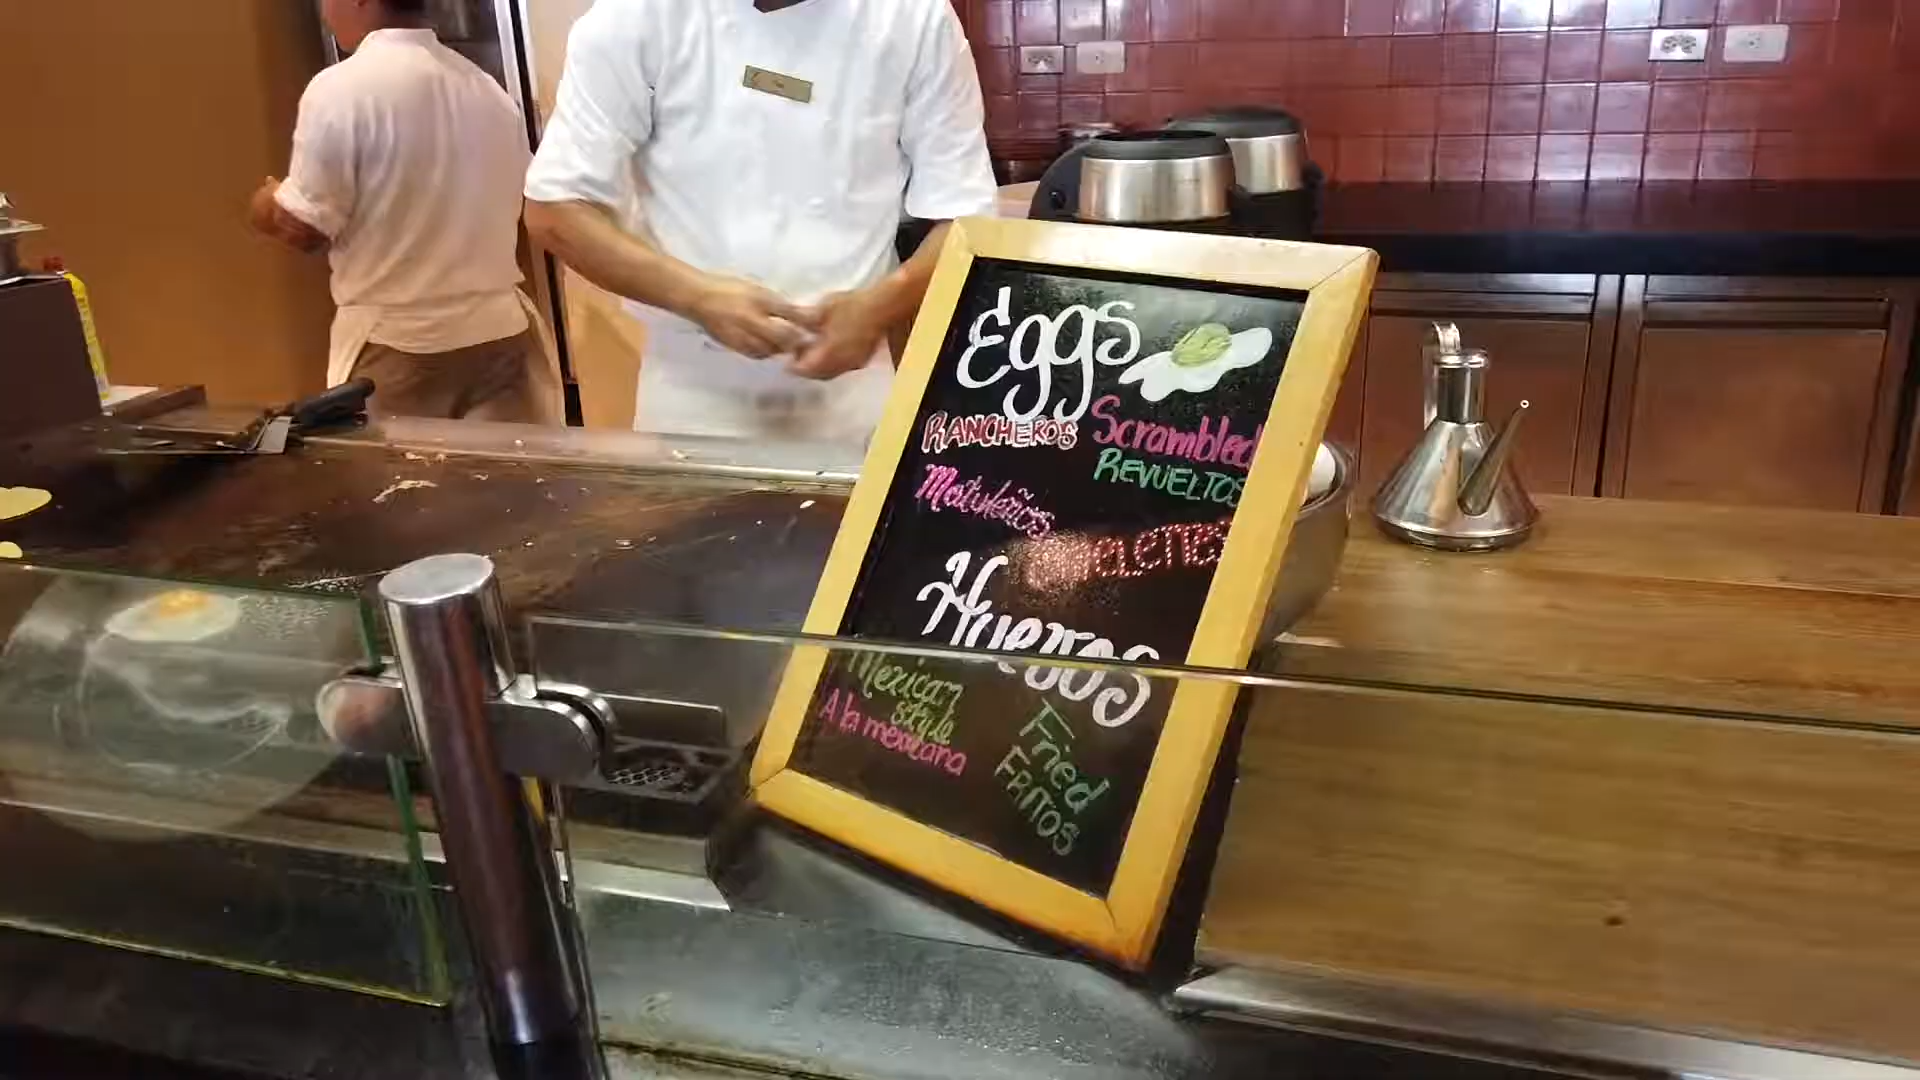 Eggs
RANCHEROS
Scrambled
REVUELTOS
Motuleños
Huevos
Mexican
style
A la mexicana
Fried
FRITOS